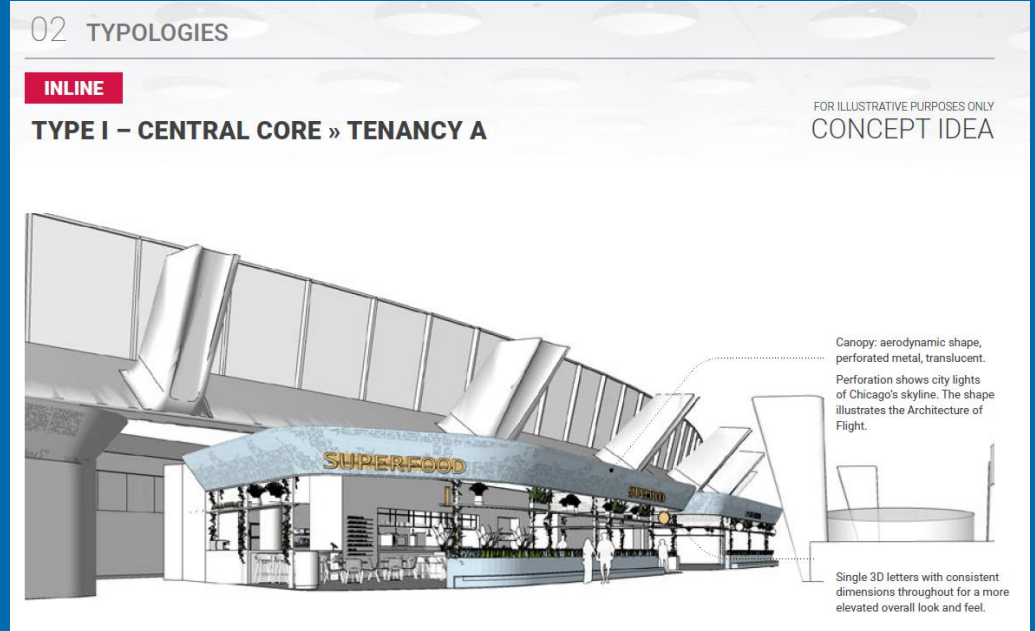 02 TYPOLOGIES
INLINE
TYPE I – CENTRAL CORE » TENANCY A
FOR ILLUSTRATIVE PURPOSES ONLY
CONCEPT IDEA
Canopy: aerodynamic shape,
perforated metal, translucent.
Perforation shows city lights
of Chicago's skyline. The shape
illustrates the Architecture of
Flight.
SUPERFOOD
SUPERFOOD
Single 3D letters with consistent
dimensions throughout for a more
elevated overall look and feel.